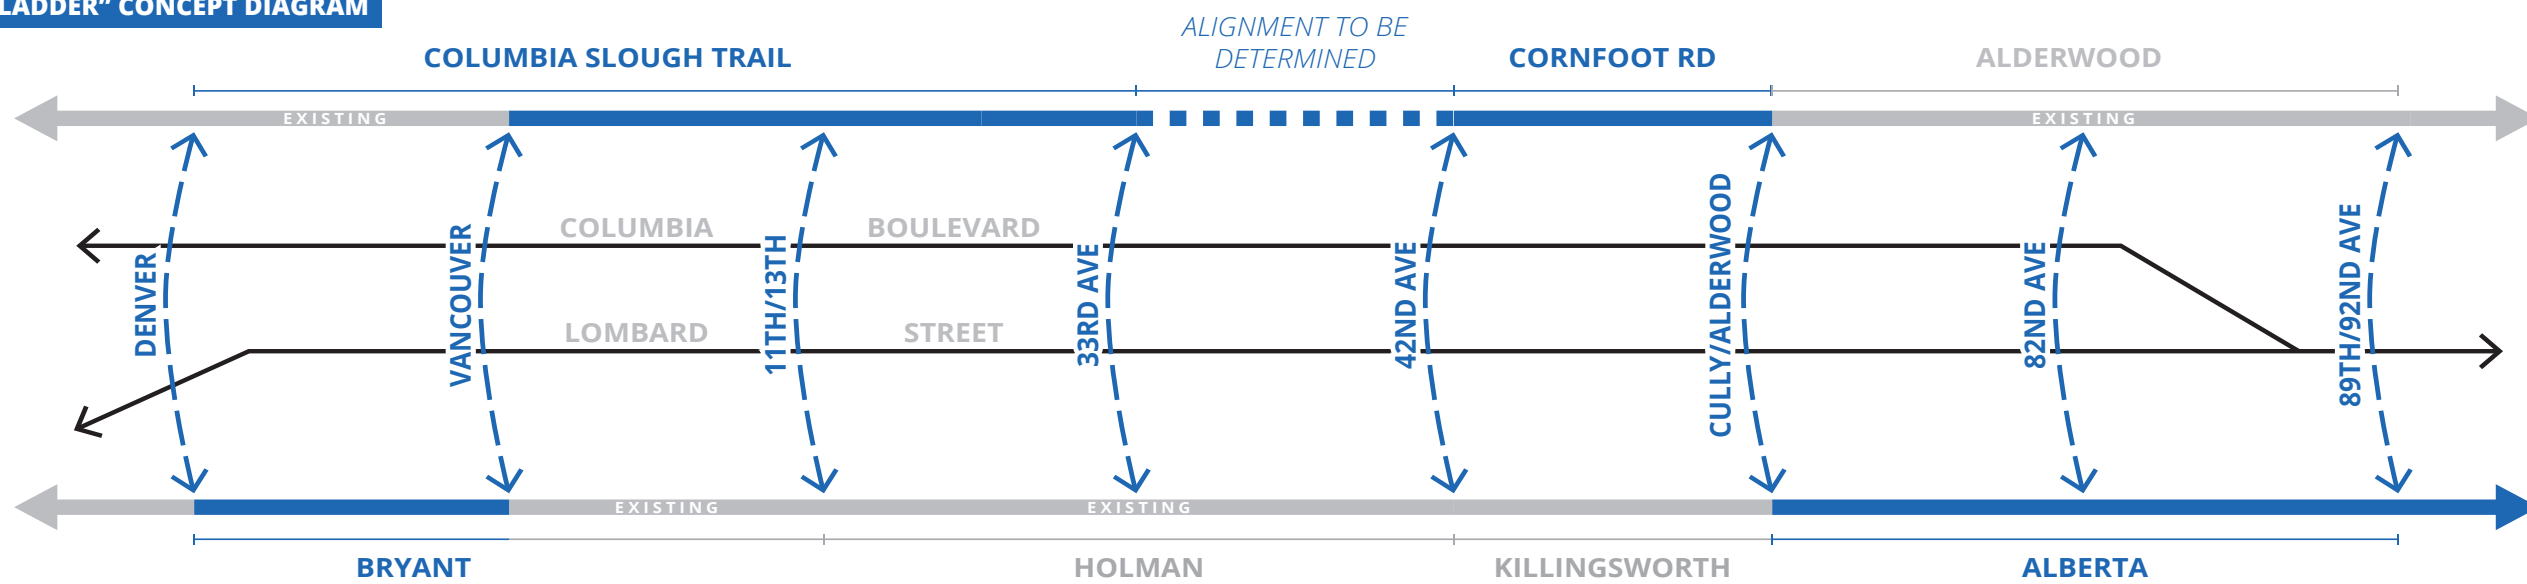 LADDER” CONCEPT DIAGRAM
ALIGNMENT TO BE
DETERMINED
COLUMBIA SLOUGH TRAIL
CORNFOOT RD
ALDERWOOD
EXISTING
EXISTING
COLUMBIA BOULEVARD
LOMBARD STREET
DENVER
VANCOUVER
11TH/13TH
33RD AVE
42ND AVE
CULLY/ALDERWOOD
82ND AVE
89TH/92ND AVE
EXISTING
EXISTING
BRYANT
HOLMAN
KILLINGSWORTH
ALBERTA